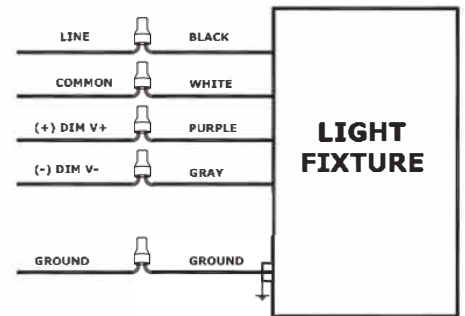 LINE BLACK
COMMON WHITE
(+) DIM V+ PURPLE
(-) DIM V- GRAY
GROUND GROUND
LIGHT
FIXTURE